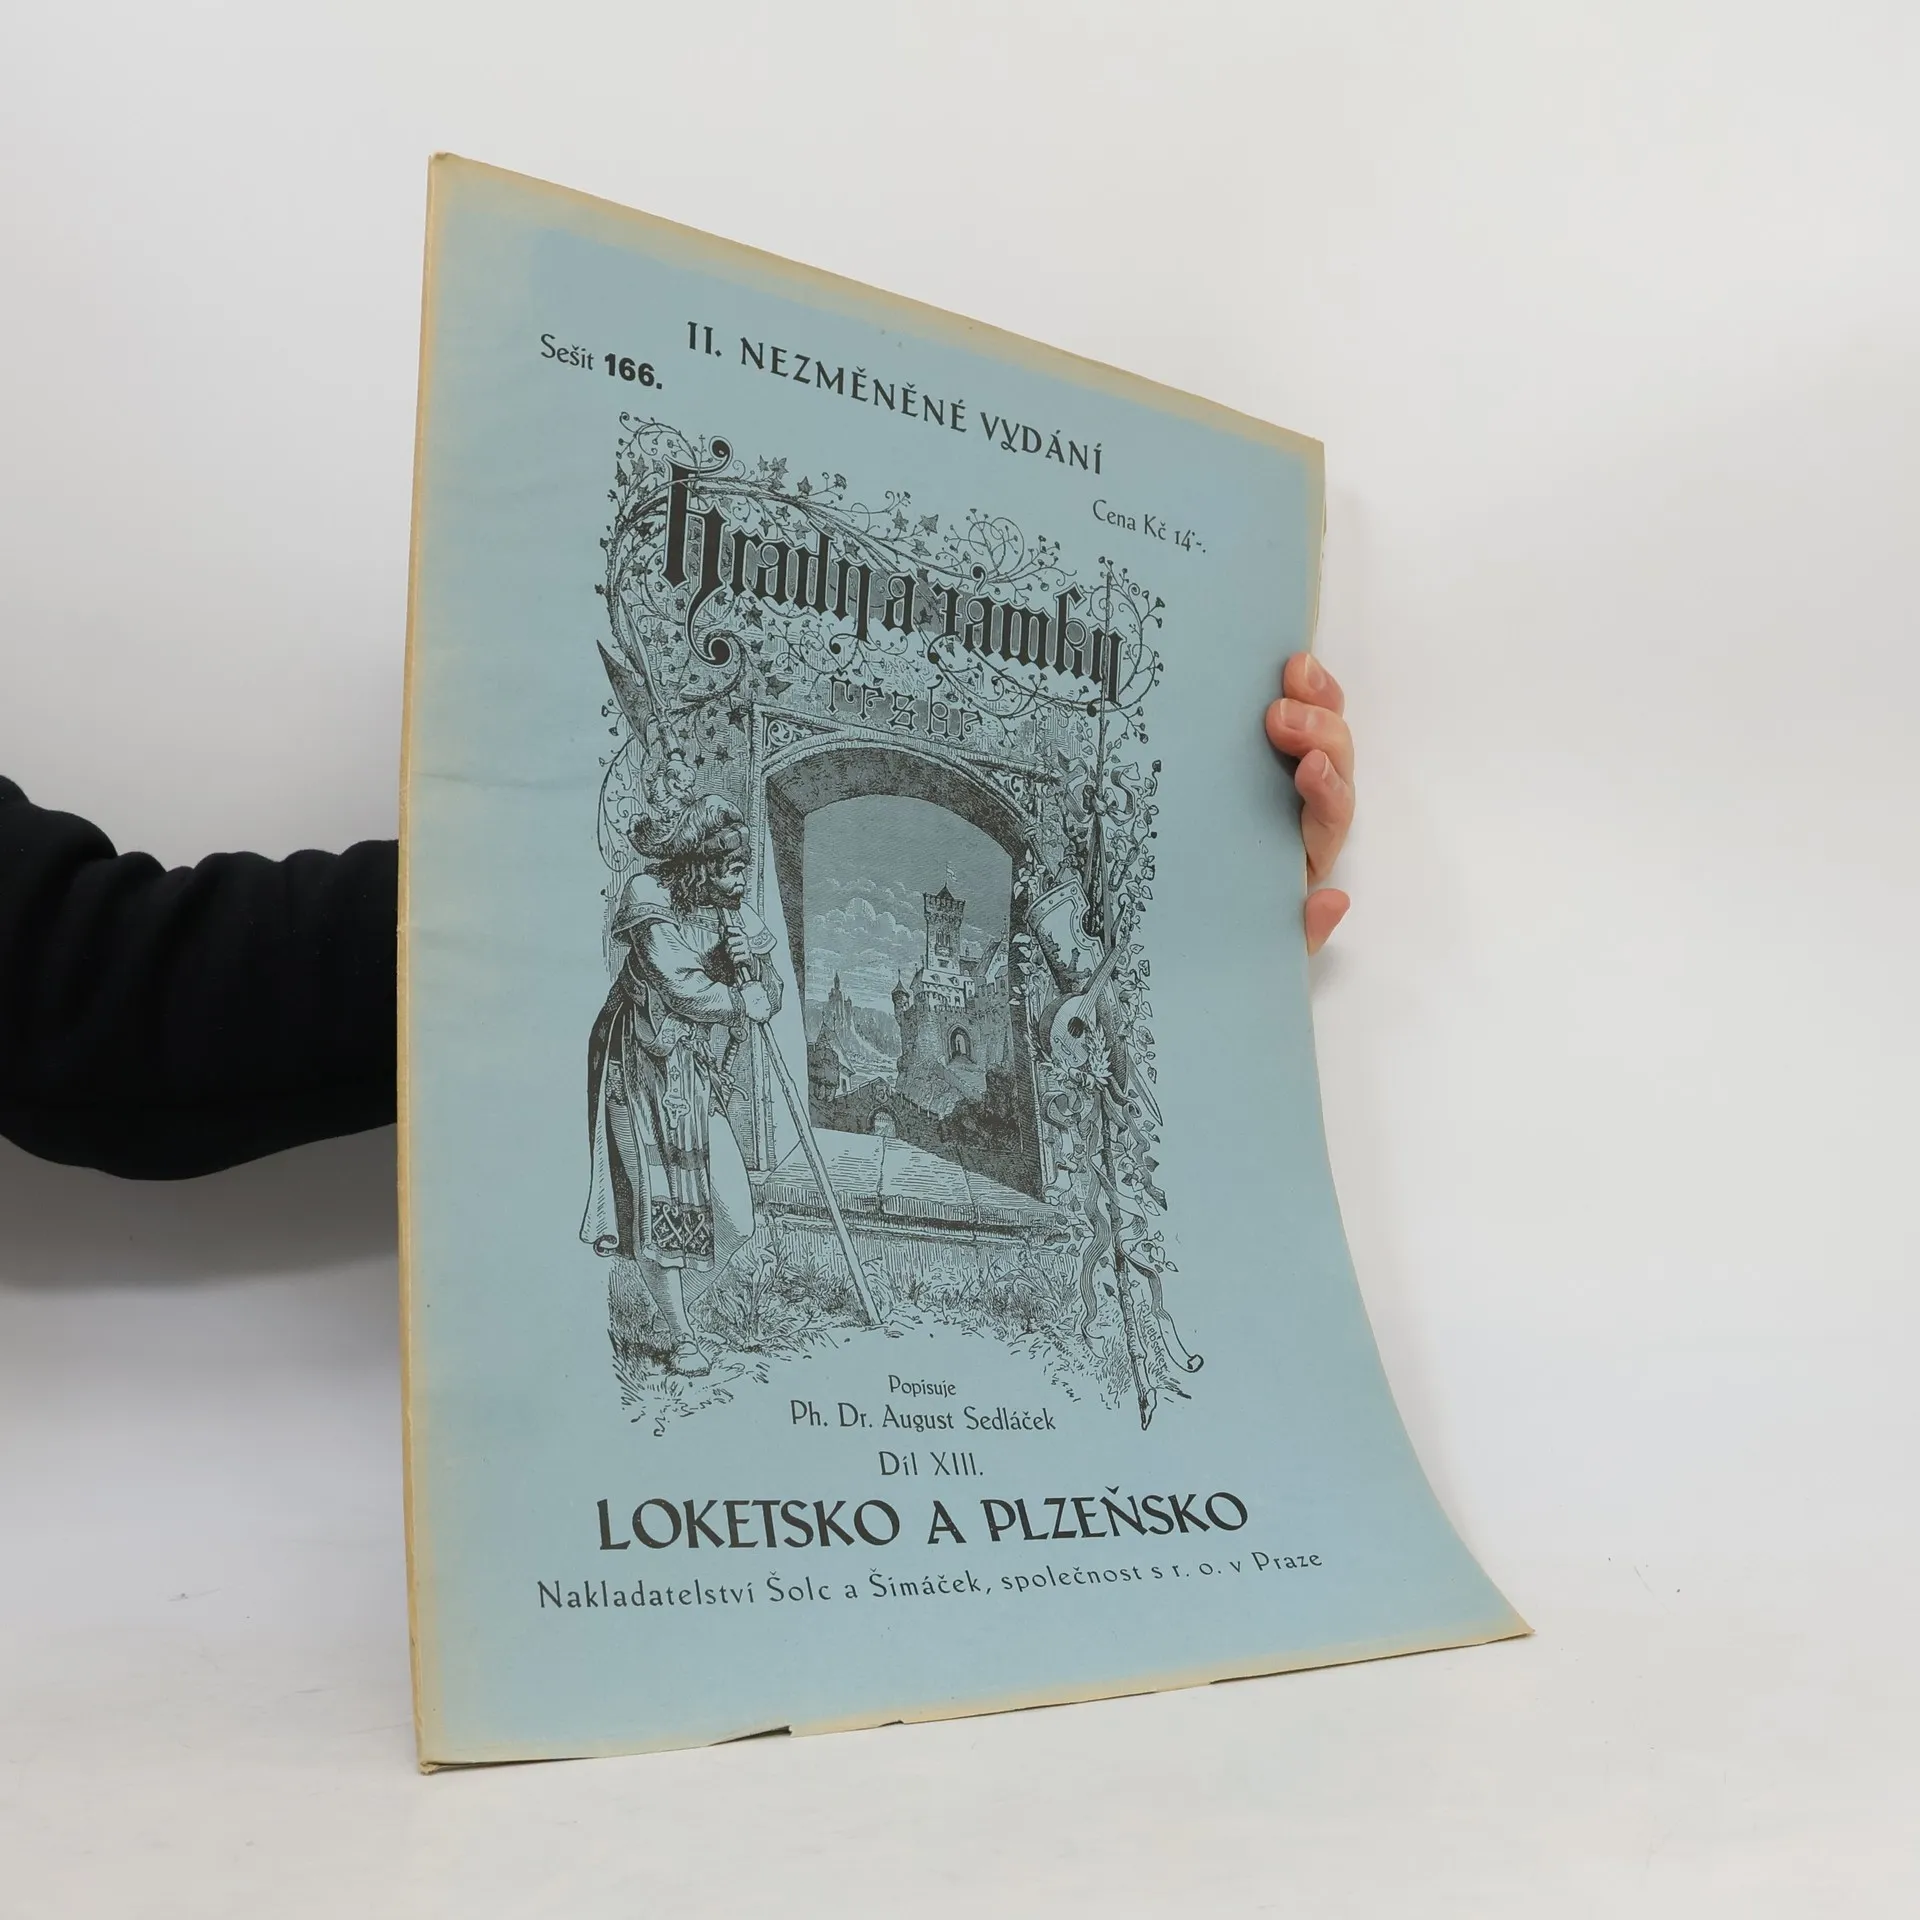 II. NEZMĚNĚNÉ VYDÁNÍ
Sešit 166.
Cena Kč 14·-.
Hrady a zámky
české
Popisuje
Ph. Dr. August Sedláček
Díl XIII.
LOKETSKO A PLZEŇSKO
Nakladatelství Šolc a Šimáček, společnost s r. o. v Praze